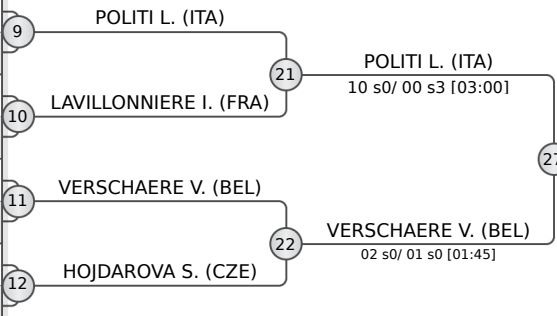 POLITI L. (ITA)
9
POLITI L. (ITA)
21
10 s0/ 00 s3 [03:00]
LAVILLONNIERE I. (FRA)
10
27
VERSCHAERE V. (BEL)
11
VERSCHAERE V. (BEL)
22
02 s0/ 01 s0 [01:45]
HOJDAROVA S. (CZE)
12